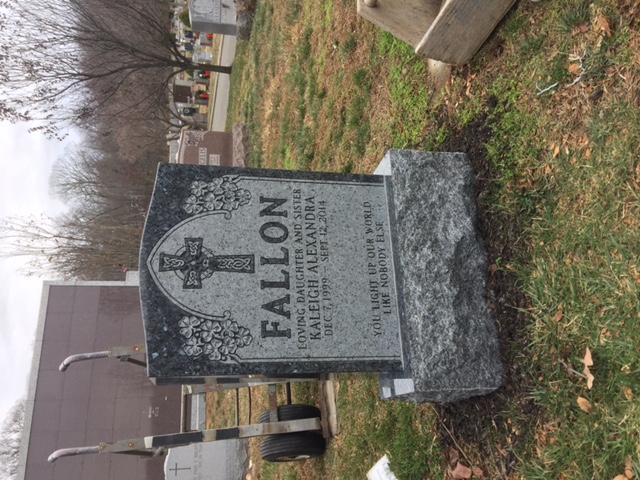 FALLON
LOVING DAUGHTER AND SISTER
KALEIGH ALEXANDRA
DEC. 7, 1999 - SEPT. 12, 2014
YOU LIGHT UP OUR WORLD
LIKE NOBODY ELSE